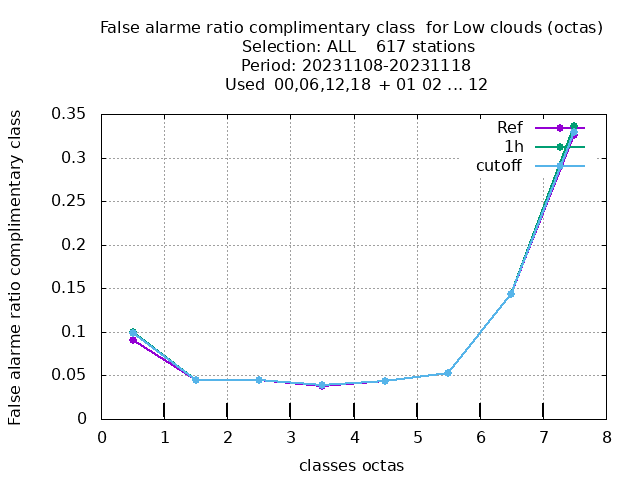 False alarme ratio complimentary class  for Low clouds (octas)
Selection: ALL    617 stations
Period: 20231108-20231118
Used  00,06,12,18  + 01 02 ... 12
False alarme ratio complimentary class
0.35
0.3
0.25
0.2
0.15
0.1
0.05
0
Ref
1h
cutoff
0 1 2 3 4 5 6 7 8
classes octas